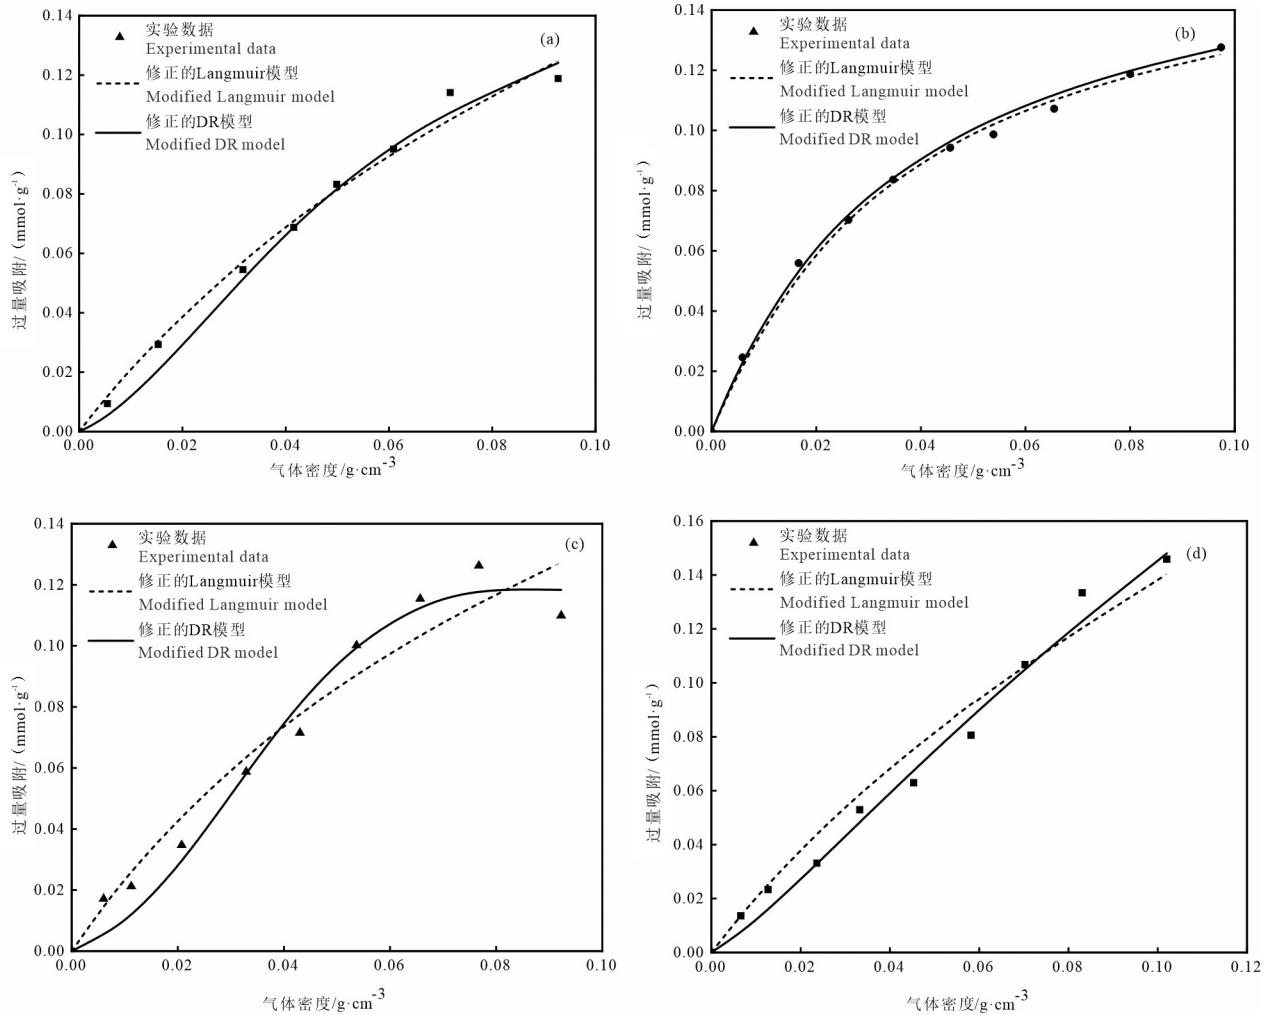 0.14
0.12
0.10
0.08
0.06
0.04
0.02
0.00
过量吸附/（mmol·g⁻¹)
实验数据
Experimental data
修正的Langmuir模型
Modified Langmuir model
修正的DR模型
Modified DR model
(a)
0.00 0.02 0.04 0.06 0.08 0.10
气体密度/g·cm⁻³
0.14
0.12
0.10
0.08
0.06
0.04
0.02
0.00
过量吸附/（mmol·g⁻¹)
实验数据
Experimental data
修正的Langmuir模型
Modified Langmuir model
修正的DR模型
Modified DR model
(b)
0.00 0.02 0.04 0.06 0.08 0.10
气体密度/g·cm⁻³
0.14
0.12
0.10
0.08
0.06
0.04
0.02
0.00
过量吸附/（mmol·g⁻¹)
实验数据
Experimental data
修正的Langmuir模型
Modified Langmuir model
修正的DR模型
Modified DR model
(c)
0.00 0.02 0.04 0.06 0.08 0.10
气体密度/g·cm⁻³
0.16
0.14
0.12
0.10
0.08
0.06
0.04
0.02
0.00
过量吸附/（mmol·g⁻¹)
实验数据
Experimental data
修正的Langmuir模型
Modified Langmuir model
修正的DR模型
Modified DR model
(d)
0.00 0.02 0.04 0.06 0.08 0.10 0.12
气体密度/g·cm⁻³